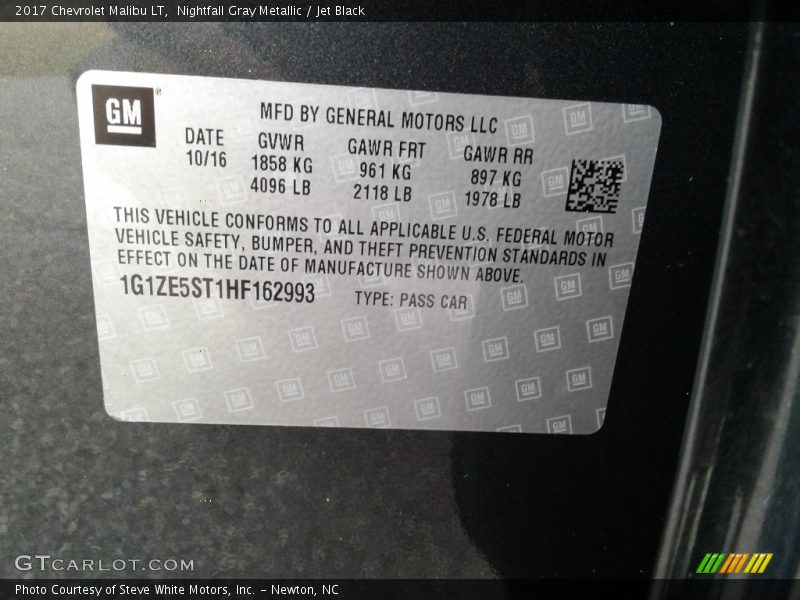 2017 Chevrolet Malibu LT,  Nightfall Gray Metallic / Jet Black
GM ®
MFD BY GENERAL MOTORS LLC
DATE GVWR GAWR FRT GAWR RR
10/16 1858 KG 961 KG 897 KG
4096 LB 2118 LB 1978 LB
THIS VEHICLE CONFORMS TO ALL APPLICABLE U.S. FEDERAL MOTOR
VEHICLE SAFETY, BUMPER, AND THEFT PREVENTION STANDARDS IN
EFFECT ON THE DATE OF MANUFACTURE SHOWN ABOVE.
1G1ZE5ST1HF162993 TYPE: PASS CAR
GTCARLOT.COM
Photo Courtesy of Steve White Motors, Inc. – Newton, NC